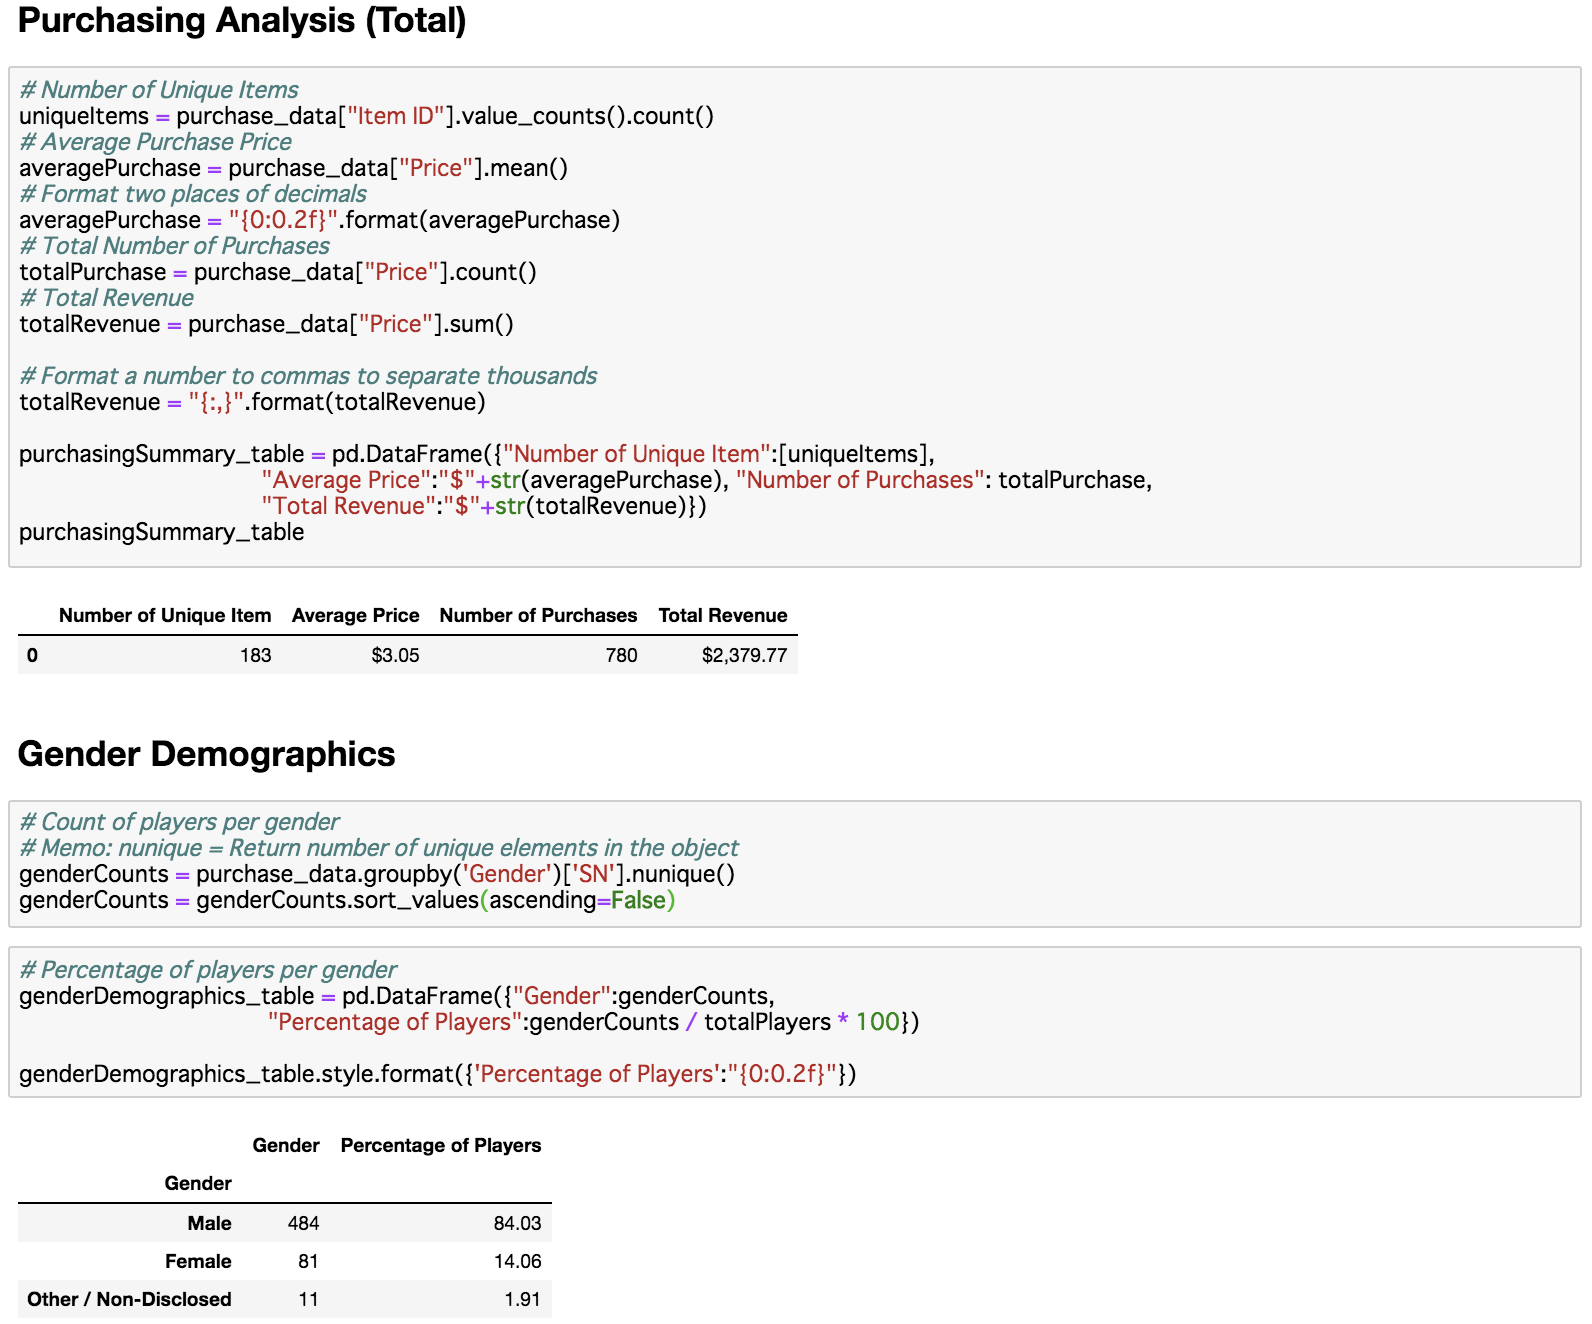 Purchasing Analysis (Total)
# Number of Unique Items
uniqueItems = purchase_data["Item ID"].value_counts().count()
# Average Purchase Price
averagePurchase = purchase_data["Price"].mean()
# Format two places of decimals
averagePurchase = "{0:0.2f}".format(averagePurchase)
# Total Number of Purchases
totalPurchase = purchase_data["Price"].count()
# Total Revenue
totalRevenue = purchase_data["Price"].sum()
# Format a number to commas to separate thousands
totalRevenue = "{:,}".format(totalRevenue)
purchasingSummary_table = pd.DataFrame({"Number of Unique Item":[uniqueItems],
"Average Price":"$"+str(averagePurchase), "Number of Purchases": totalPurchase,
"Total Revenue":"$"+str(totalRevenue)})
purchasingSummary_table
Number of Unique Item Average Price Number of Purchases Total Revenue
0 183 $3.05 780 $2,379.77
Gender Demographics
# Count of players per gender
# Memo: nunique = Return number of unique elements in the object
genderCounts = purchase_data.groupby('Gender')['SN'].nunique()
genderCounts = genderCounts.sort_values(ascending=False)
# Percentage of players per gender
genderDemographics_table = pd.DataFrame({"Gender":genderCounts,
"Percentage of Players":genderCounts / totalPlayers * 100})
genderDemographics_table.style.format({'Percentage of Players':"{0:0.2f}"})
Gender Percentage of Players
Gender
Male 484 84.03
Female 81 14.06
Other / Non-Disclosed 11 1.91